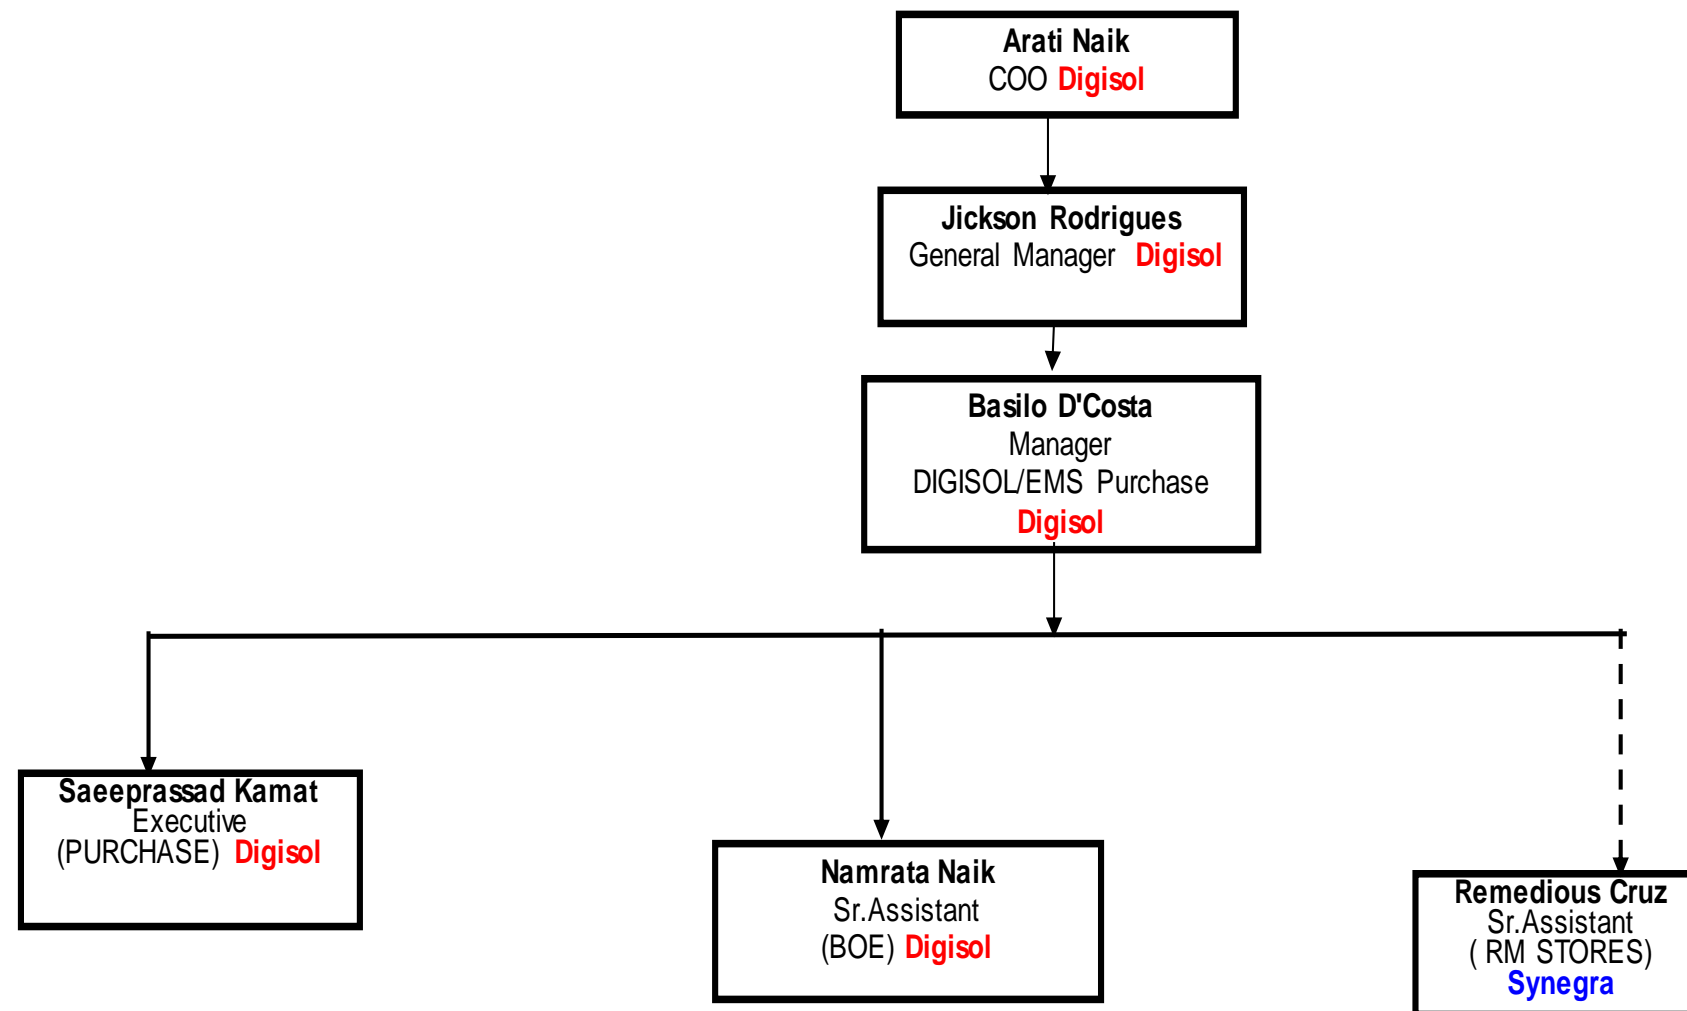 Arati Naik
COO Digisol
Jickson Rodrigues
General Manager Digisol
Basilo D'Costa
Manager
DIGISOL/EMS Purchase
Digisol
Saeeprassad Kamat
Executive
(PURCHASE) Digisol
Namrata Naik
Sr.Assistant
(BOE) Digisol
Remedious Cruz
Sr.Assistant
( RM STORES)
Synegra